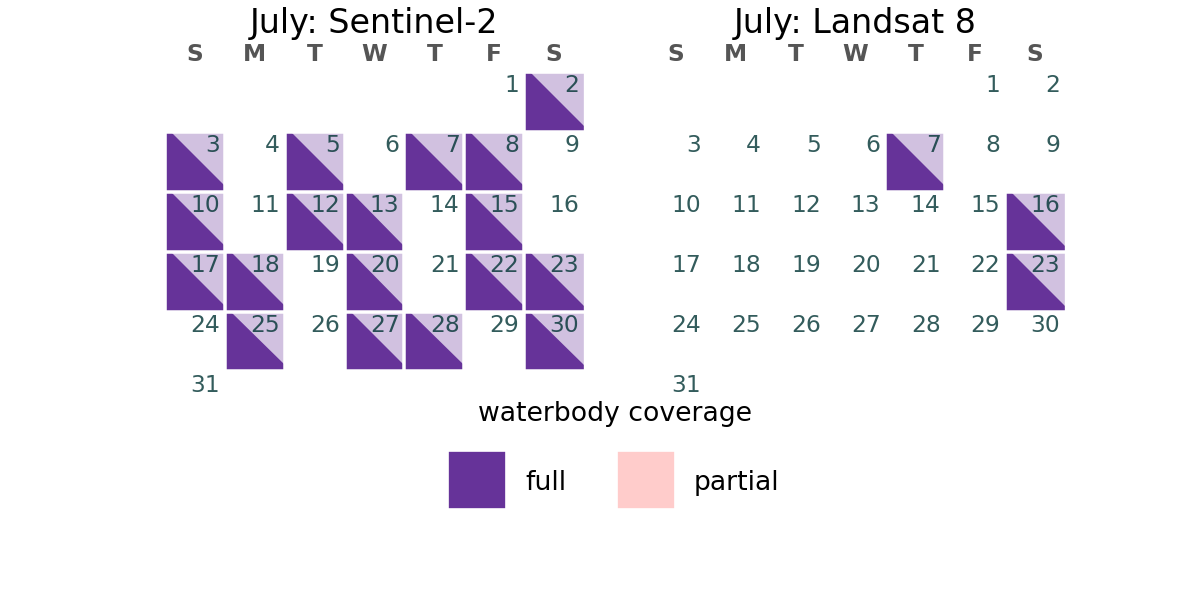 July: Sentinel-2
S M T W T F S
1 2
3 4 5 6 7 8 9
10 11 12 13 14 15 16
17 18 19 20 21 22 23
24 25 26 27 28 29 30
31
July: Landsat 8
S M T W T F S
1 2
3 4 5 6 7 8 9
10 11 12 13 14 15 16
17 18 19 20 21 22 23
24 25 26 27 28 29 30
31
waterbody coverage
full partial